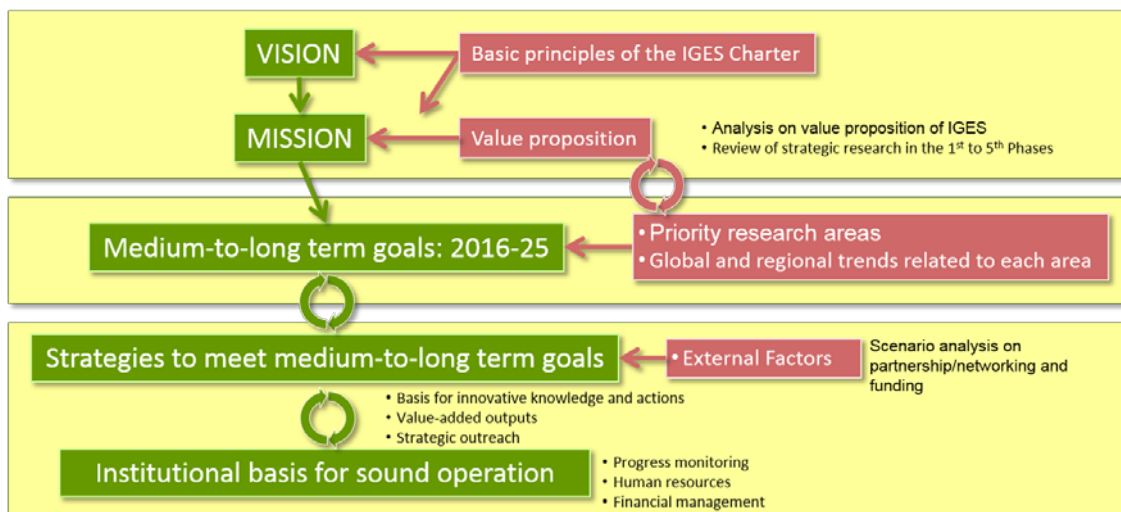 VISION
Basic principles of the IGES Charter
MISSION
Value proposition
• Analysis on value proposition of IGES
• Review of strategic research in the 1st to 5th Phases
Medium-to-long term goals: 2016-25
• Priority research areas
• Global and regional trends related to each area
Strategies to meet medium-to-long term goals
• External Factors
Scenario analysis on
partnership/networking and
funding
• Basis for innovative knowledge and actions
• Value-added outputs
• Strategic outreach
Institutional basis for sound operation
• Progress monitoring
• Human resources
• Financial management